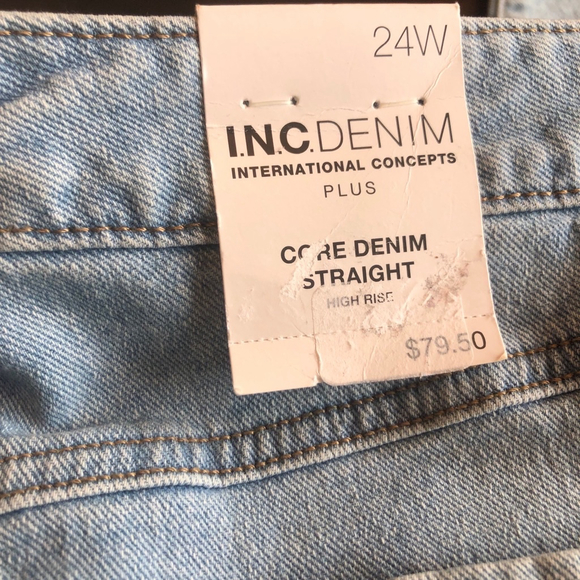 24W
I.N.C.DENIM
INTERNATIONAL CONCEPTS
PLUS
CORE DENIM
STRAIGHT
HIGH RISE
$79.50